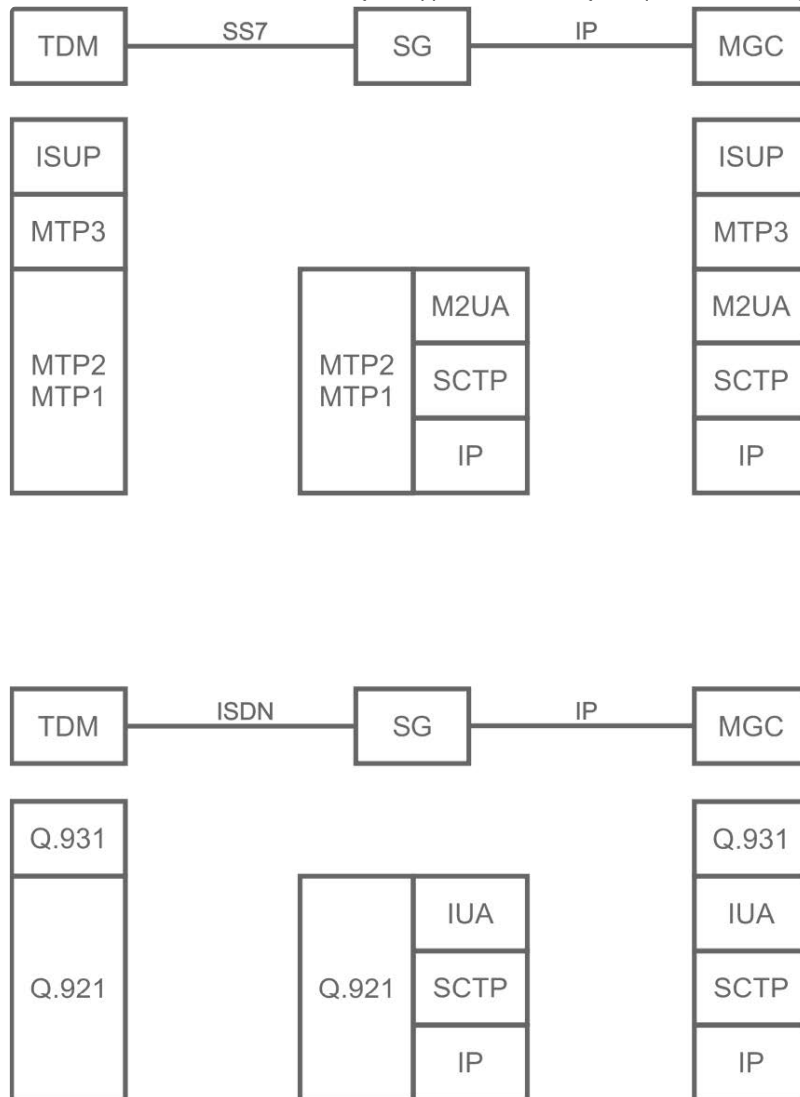 TDM
SS7
SG
IP
MGC
ISUP
ISUP
MTP3
MTP3
MTP2
MTP1
MTP2
MTP1
M2UA
M2UA
SCTP
SCTP
IP
IP
TDM
ISDN
SG
IP
MGC
Q.931
Q.931
Q.921
Q.921
IUA
IUA
SCTP
SCTP
IP
IP